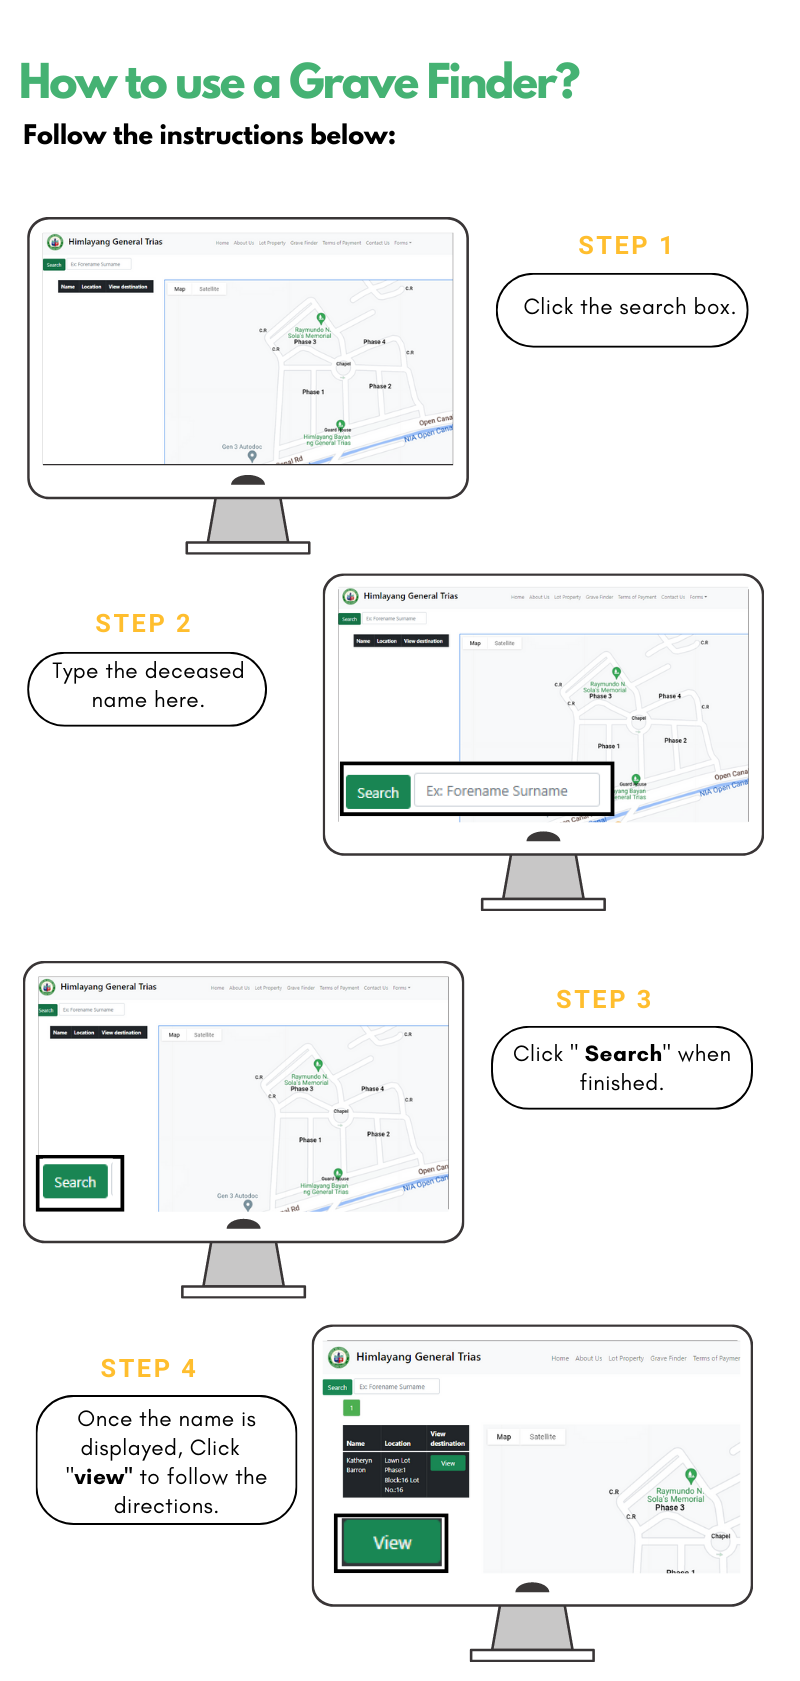 How to use a Grave Finder?
Follow the instructions below:
Himlayang General Trias
Home About Us Lot Property Grave Finder Terms of Payment Contact Us Forms
Search Ex: Forename Surname
Name Location View destination
Map Satellite
C.R
C.R
Raymundo N.
Sola's Memorial
Phase 3
Phase 4
C.R
C.R
Chapel
Phase 1
Phase 2
Guard House
Himlayang Bayan
ng General Trias
Open Cana
NIA Open Cana
Gen 3 Autodoc
nal Rd
STEP 1
Click the search box.
STEP 2
Type the deceased
name here.
Himlayang General Trias
Home About Us Lot Property Grave Finder Terms of Payment Contact Us Forms
Search Ex: Forename Surname
Name Location View destination
Map Satellite
C.R
C.R
Raymundo N.
Sola's Memorial
Phase 3
Phase 4
C.R
C.R
Chapel
Phase 1
Phase 2
Guard House
yang Bayan
eneral Trias
Open Cana
NIA Open Cana
Search Ex: Forename Surname
Himlayang General Trias
Home About Us Lot Property Grave Finder Terms of Payment Contact Us Forms
Search Ex: Forename Surname
Name Location View destination
Map Satellite
C.R
C.R
Raymundo N.
Sola's Memorial
Phase 3
Phase 4
C.R
C.R
Chapel
Phase 1
Phase 2
Guard House
Himlayang Bayan
ng General Trias
Open Can
NIA Open Can
Gen 3 Autodoc
al Rd
Search
STEP 3
Click " Search" when
finished.
STEP 4
Once the name is
displayed, Click
"view" to follow the
directions.
Himlayang General Trias
Home About Us Lot Property Grave Finder Terms of Paymen
Search Ex: Forename Surname
1
Name Location View destination
Katheryn Barron
Lawn Lot
Phase:1
Block:16 Lot
No.:16
View
Map Satellite
C.R
Raymundo N.
Sola's Memorial
Phase 3
C.R
Chapel
Phase 1
View